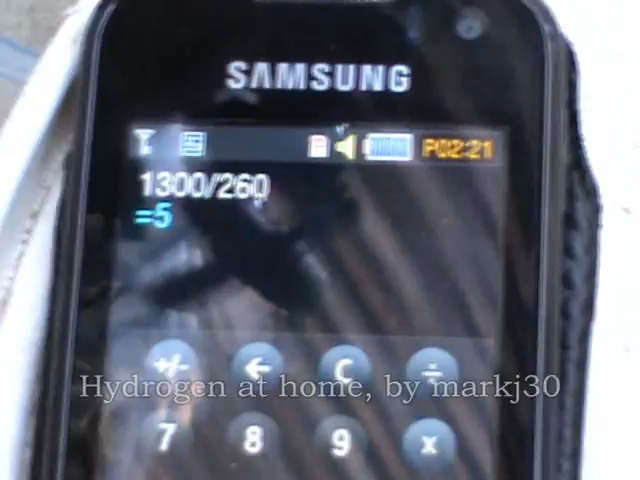 SAMSUNG
P02:21
1300/260
=5
+/- ← C ÷
Hydrogen at home, by markj30
7 8 9 x